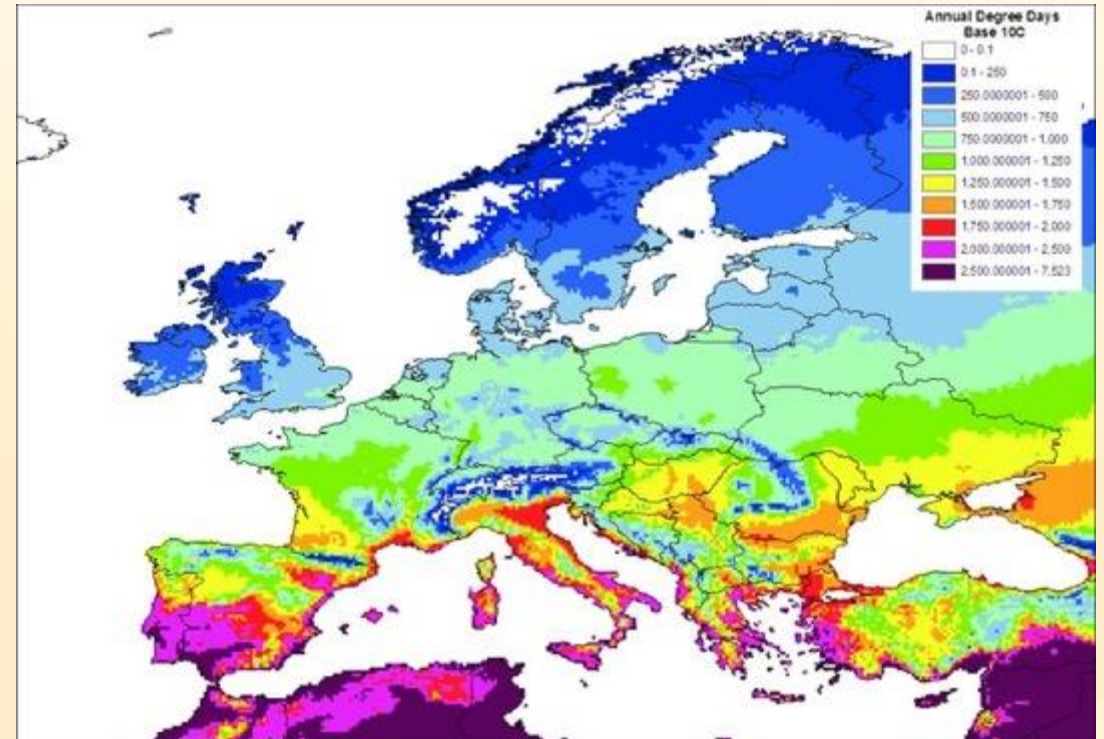 Annual Degree Days
Base 10C
0 - 0.1
0.1 - 250
250.0000001 - 500
500.0000001 - 750
750.0000001 - 1,000
1,000.000001 - 1,250
1,250.000001 - 1,500
1,500.000001 - 1,750
1,750.000001 - 2,000
2,000.000001 - 2,500
2,500.000001 - 7,523